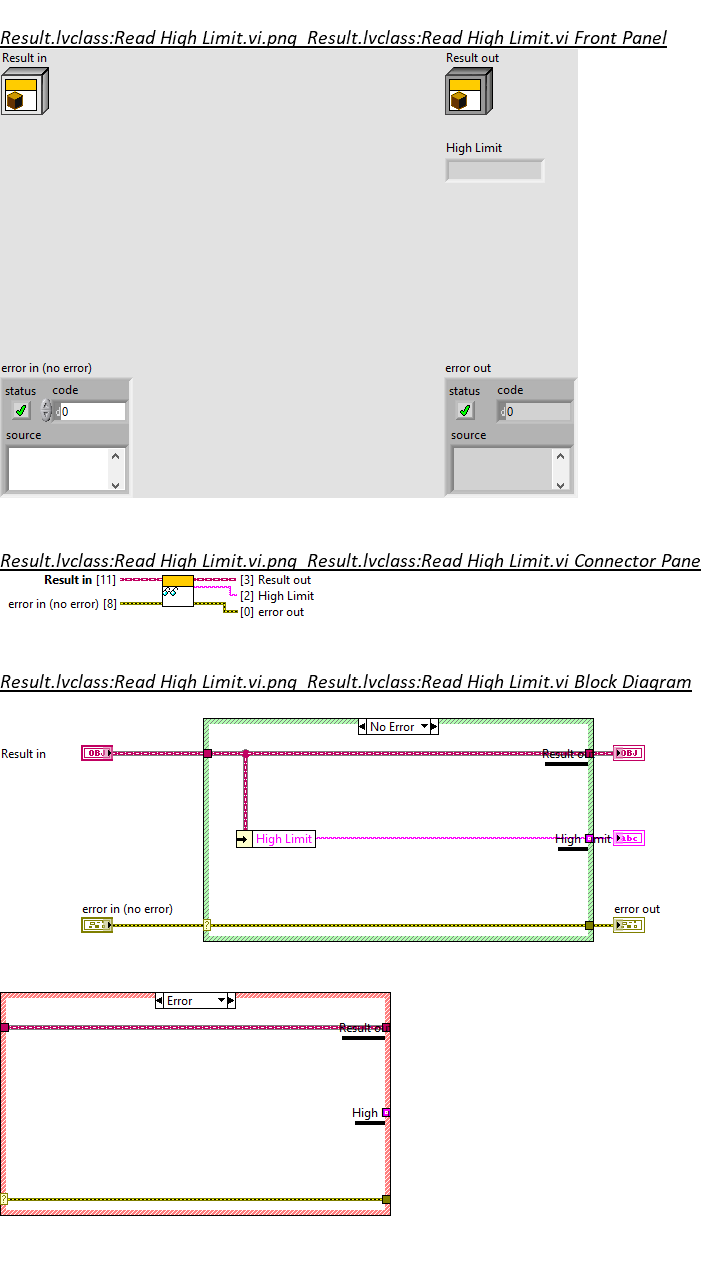 Result.lvclass:Read High Limit.vi.png  Result.lvclass:Read High Limit.vi Front Panel
Result in
Result out
High Limit
error in (no error)
error out
status code
status code
d 0
d 0
source
source
Result.lvclass:Read High Limit.vi.png  Result.lvclass:Read High Limit.vi Connector Pane
Result in [11]
[3] Result out
[2] High Limit
error in (no error) [8]
[0] error out
Result.lvclass:Read High Limit.vi.png  Result.lvclass:Read High Limit.vi Block Diagram
No Error
Result in
OBJ
Result o
OBJ
High Limit
High mit
abc
error in (no error)
error out
?
Error
Result o
High
?